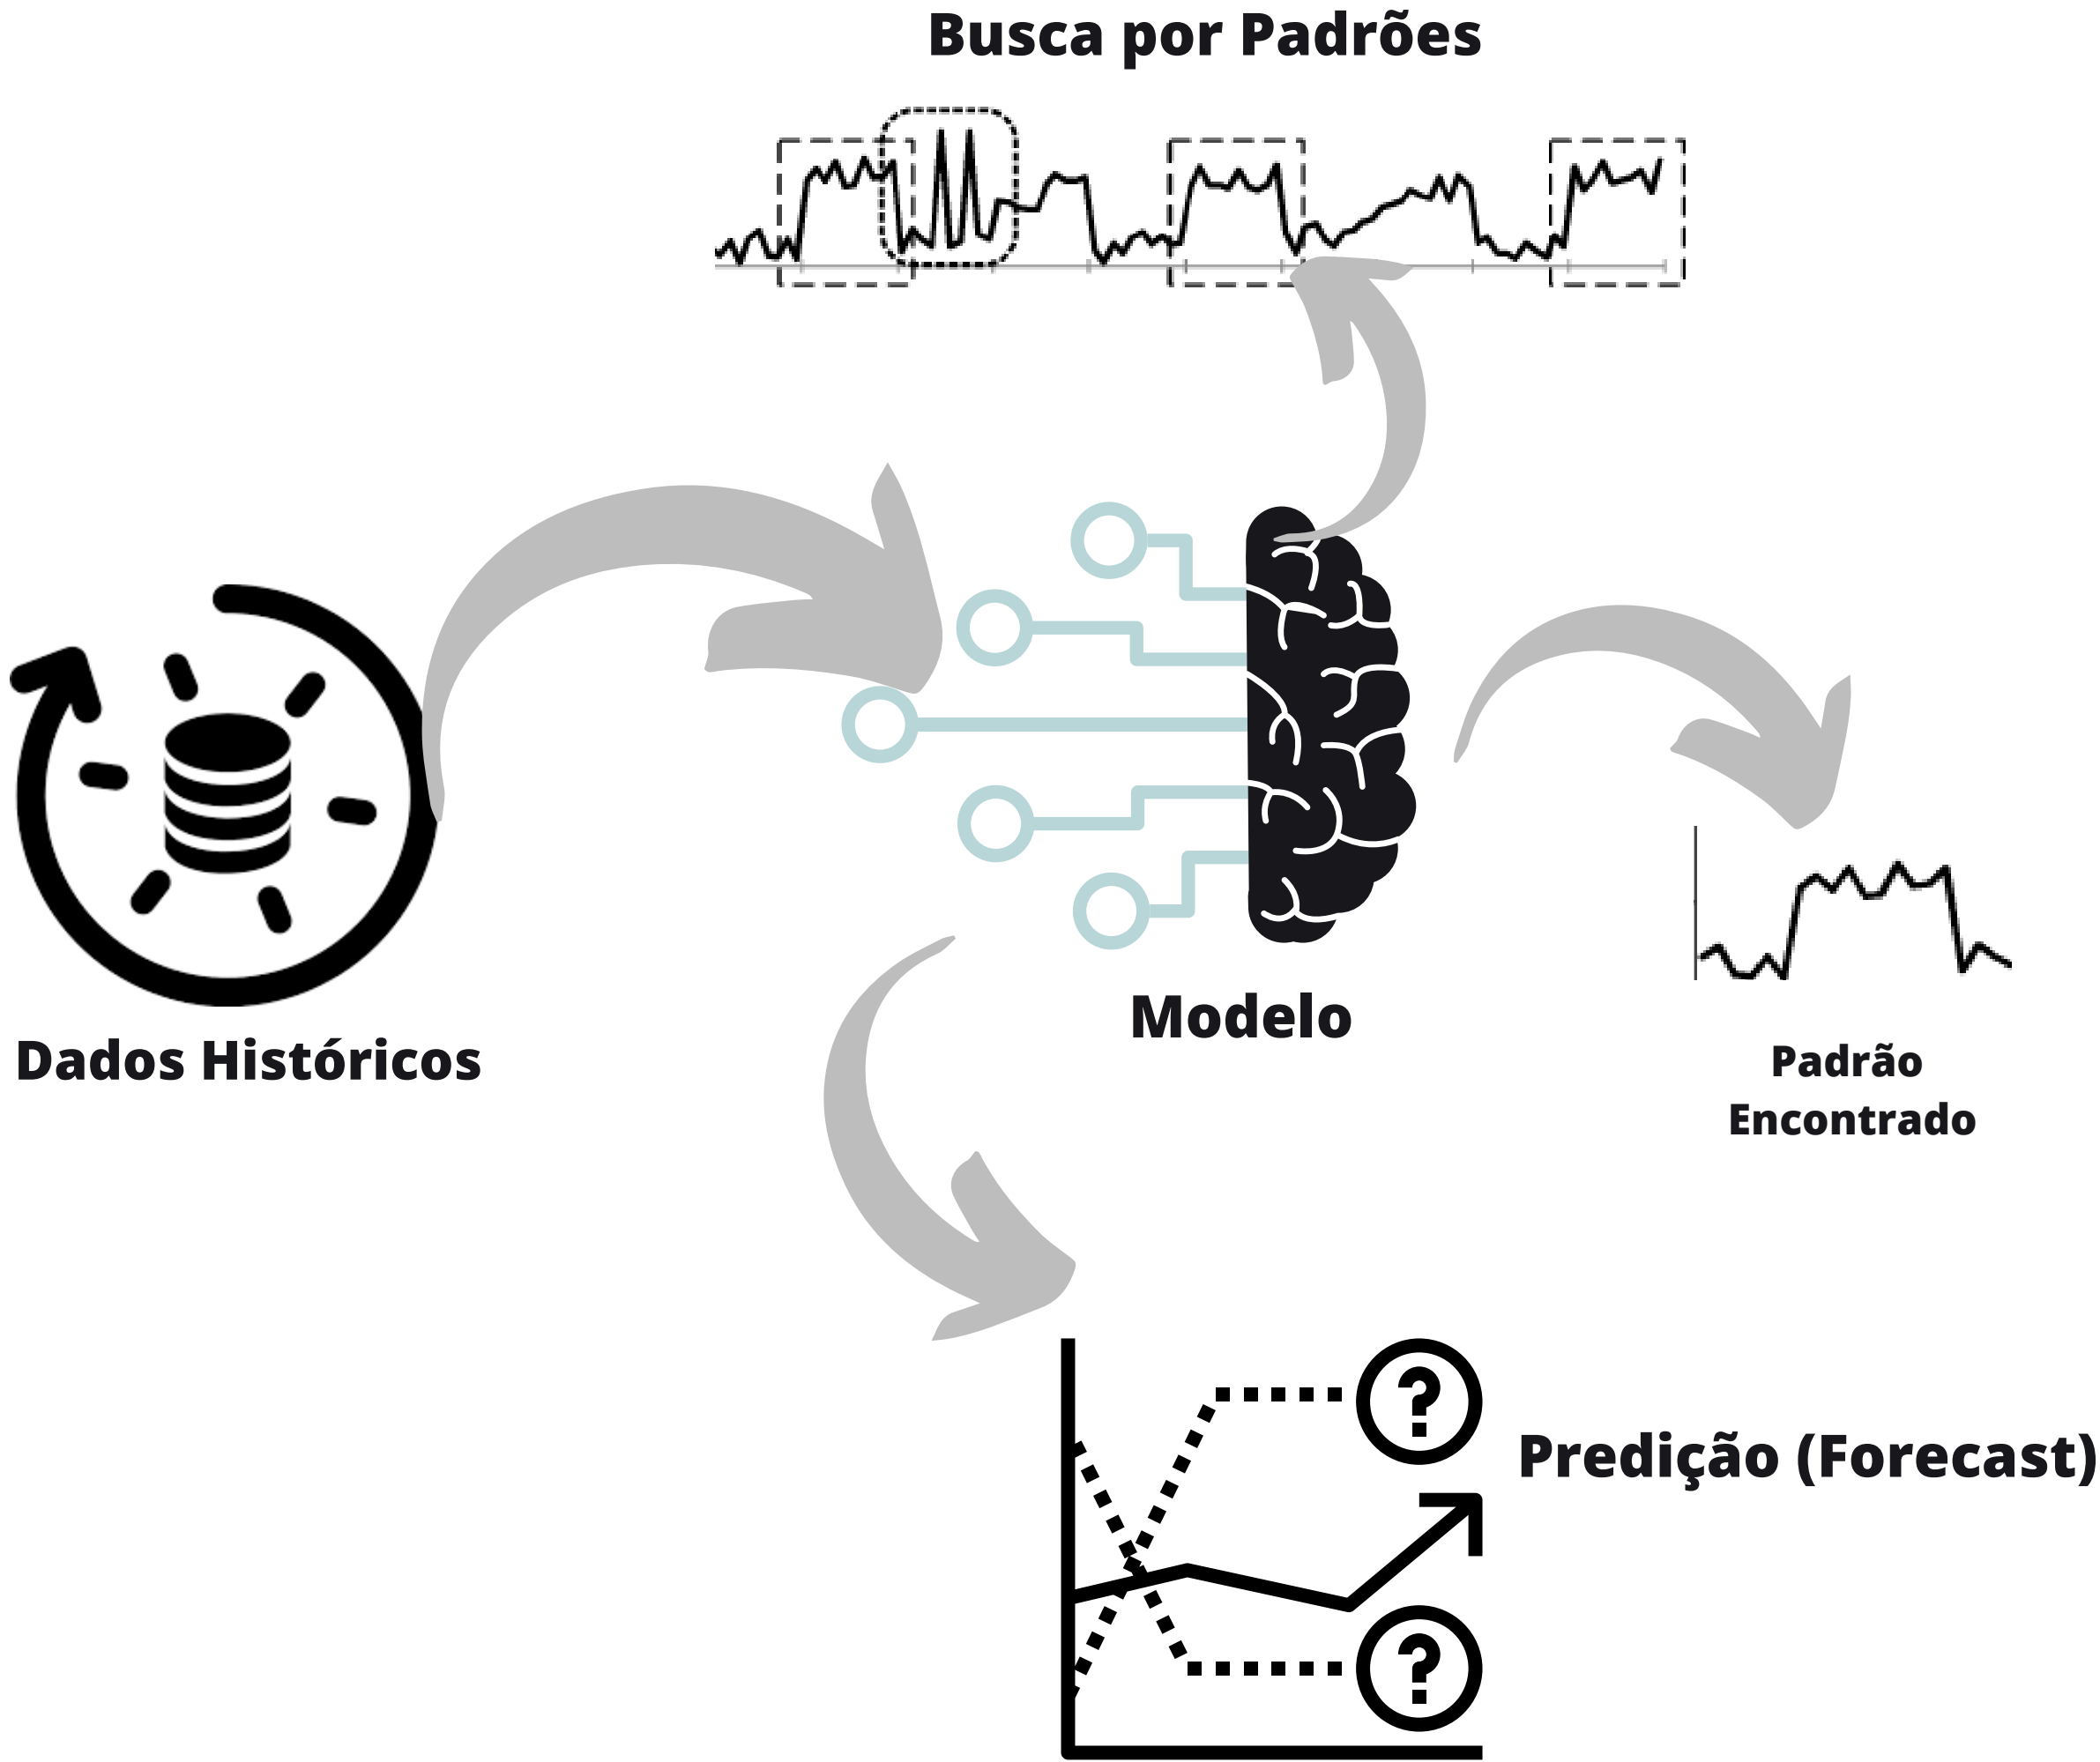 Busca por Padrões
Dados Históricos
Modelo
Padrão
Encontrado
?
Predição (Forecast)
?